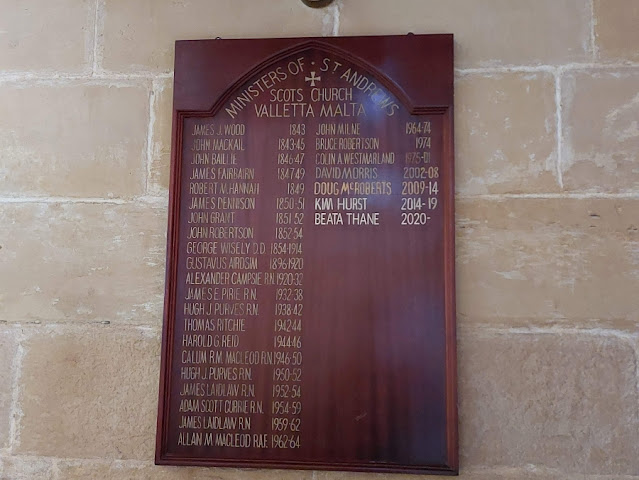 MINISTERS OF · ST ANDREWS
SCOTS CHURCH
VALLETTA MALTA
JAMES J. WOOD 1843
JOHN MACKAIL 1843-45
JOHN BAILLIE 1846-47
JAMES FAIRBAIRN 1847-49
ROBERT M. HANNAH 1849
JAMES DENNISON 1850-51
JOHN GRANT 1851-52
JOHN ROBERTSON 1852-54
GEORGE WISELY D.D. 1854-1914
GUSTAVUS AIRDSIM 1896-1920
ALEXANDER CAMPSIE R.N. 1920-32
JAMES E. PIRIE R.N. 1932-38
HUGH J. PURVES R.N. 1938-42
THOMAS RITCHIE 1942-44
HAROLD G. REID 1944-46
CALUM R.M. MACLEOD R.N. 1946-50
HUGH J. PURVES R.N. 1950-52
JAMES LAIDLAW R.N. 1952-54
ADAM SCOTT CURRIE R.N. 1954-59
JAMES LAIDLAW R.N 1959-62
ALLAN M. MACLEOD R.A.F. 1962-64
JOHN MILNE 1964-74
BRUCE ROBERTSON 1974
COLIN A. WESTMARLAND 1975-01
DAVID MORRIS 2002-08
DOUG McROBERTS 2009-14
KIM HURST 2014-19
BEATA THANE 2020-